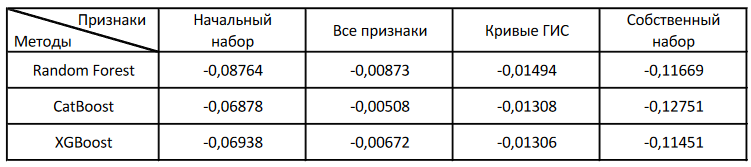 Признаки
Методы
Начальный
набор
Все признаки
Кривые ГИС
Собственный
набор
Random Forest -0,08764 -0,00873 -0,01494 -0,11669
CatBoost -0,06878 -0,00508 -0,01308 -0,12751
XGBoost -0,06938 -0,00672 -0,01306 -0,11451